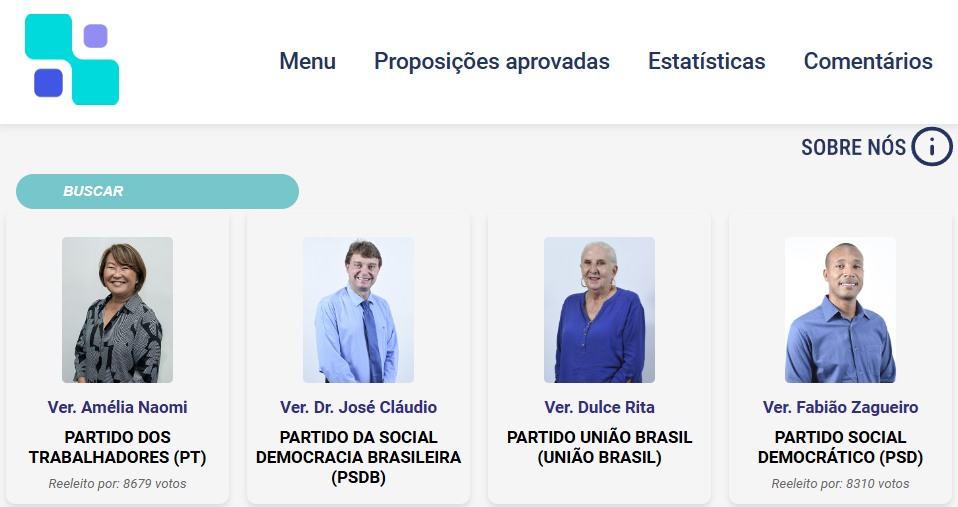 Menu Proposições aprovadas Estatísticas Comentários
SOBRE NÓS
BUSCAR
Ver. Amélia Naomi
PARTIDO DOS
TRABALHADORES (PT)
Reeleito por: 8679 votos
Ver. Dr. José Cláudio
PARTIDO DA SOCIAL
DEMOCRACIA BRASILEIRA
(PSDB)
Ver. Dulce Rita
PARTIDO UNIÃO BRASIL
(UNIÃO BRASIL)
Ver. Fabião Zagueiro
PARTIDO SOCIAL
DEMOCRÁTICO (PSD)
Reeleito por: 8310 votos